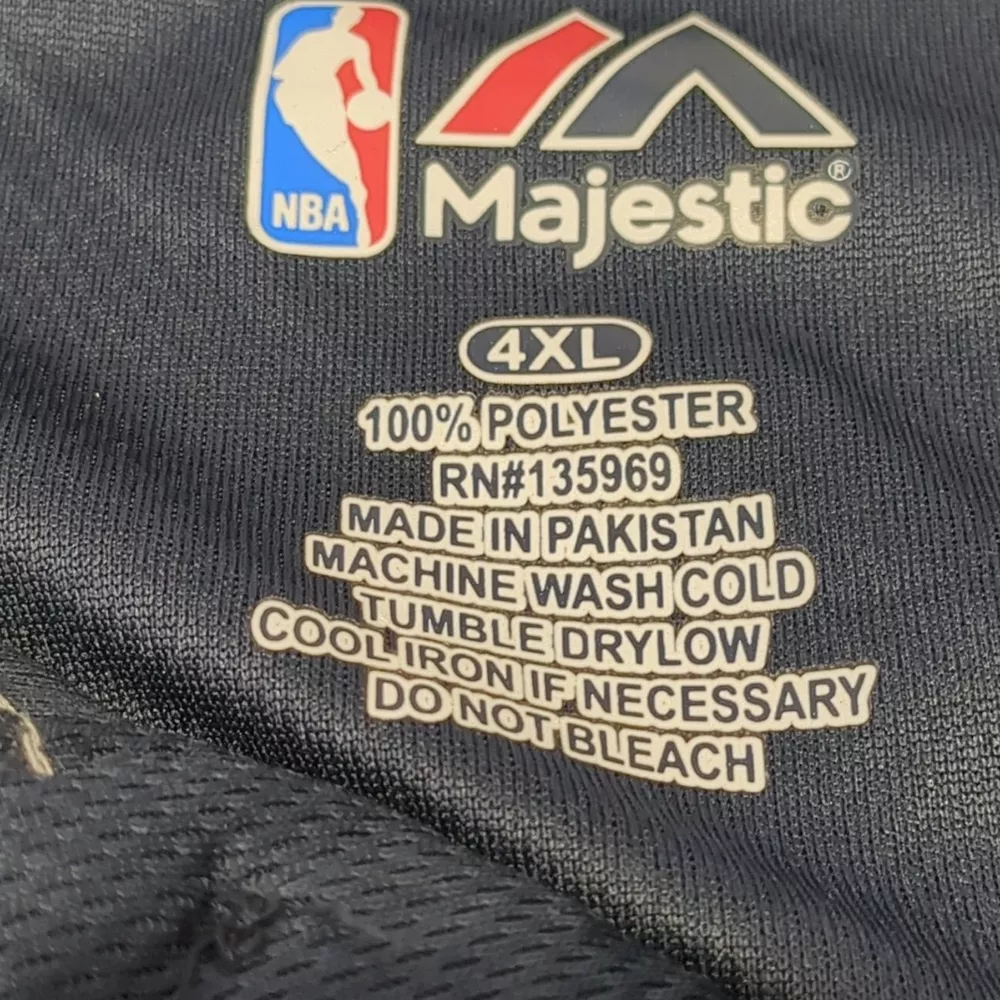 NBA
Majestic®
4XL
100% POLYESTER
RN#135969
MADE IN PAKISTAN
MACHINE WASH COLD
TUMBLE DRYLOW
COOL IRON IF NECESSARY
DO NOT BLEACH